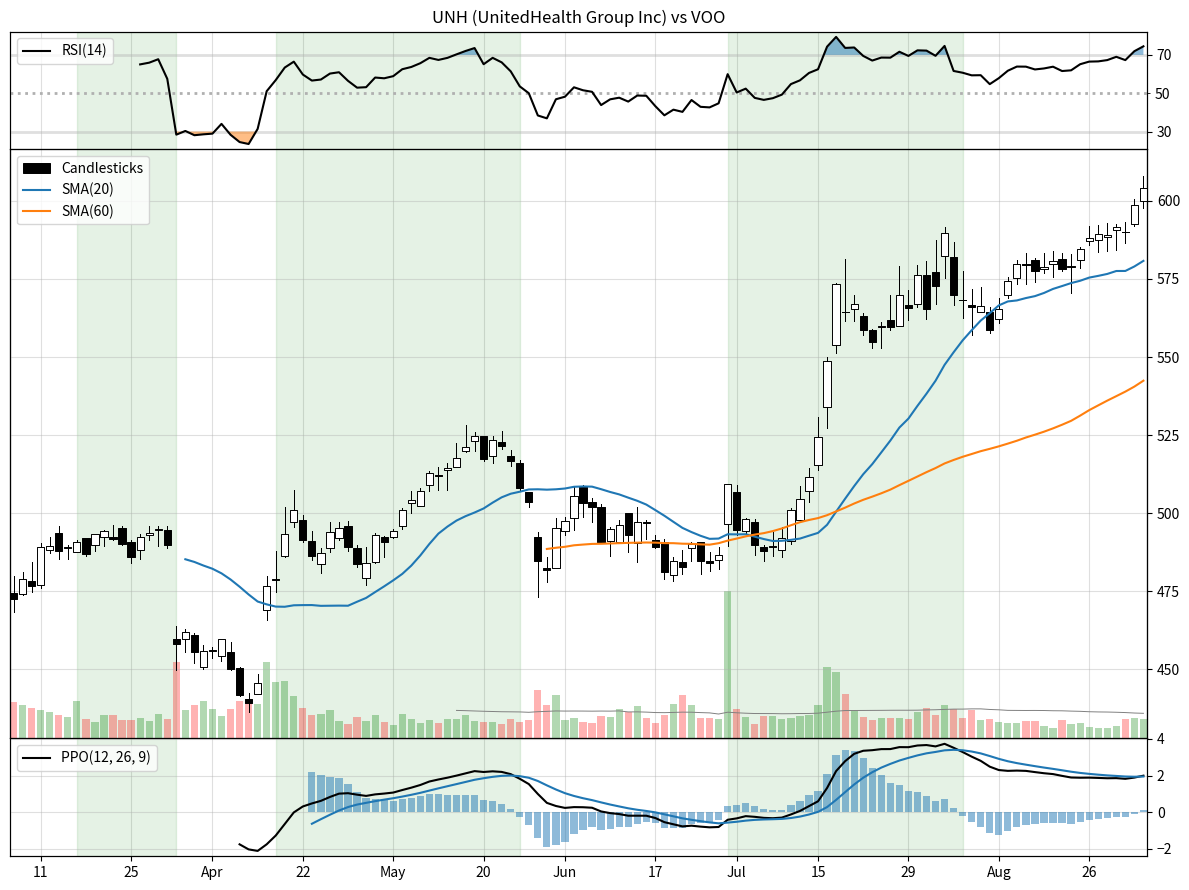 UNH (UnitedHealth Group Inc) vs VOO
RSI(14)
70
50
30
Candlesticks
SMA(20)
SMA(60)
600
575
550
525
500
475
450
PPO(12, 26, 9)
4
2
0
−2
11 25 Apr 22 May 20 Jun 17 Jul 15 29 Aug 26